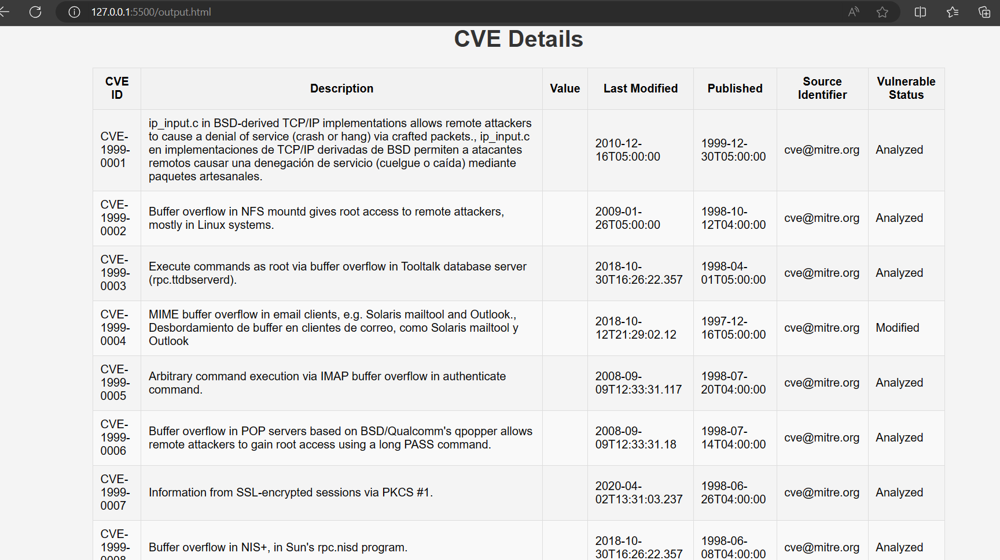 127.0.0.1:5500/output.html
CVE Details
CVE
ID
Description
Value
Last Modified
Published
Source
Identifier
Vulnerable
Status
CVE-
1999-
0001
ip_input.c in BSD-derived TCP/IP implementations allows remote attackers
to cause a denial of service (crash or hang) via crafted packets., ip_input.c
en implementaciones de TCP/IP derivadas de BSD permiten a atacantes
remotos causar una denegación de servicio (cuelgue o caída) mediante
paquetes artesanales.
2010-12-
16T05:00:00
1999-12-
30T05:00:00
cve@mitre.org
Analyzed
CVE-
1999-
0002
Buffer overflow in NFS mountd gives root access to remote attackers,
mostly in Linux systems.
2009-01-
26T05:00:00
1998-10-
12T04:00:00
cve@mitre.org
Analyzed
CVE-
1999-
0003
Execute commands as root via buffer overflow in Tooltalk database server
(rpc.ttdbserverd).
2018-10-
30T16:26:22.357
1998-04-
01T05:00:00
cve@mitre.org
Analyzed
CVE-
1999-
0004
MIME buffer overflow in email clients, e.g. Solaris mailtool and Outlook.,
Desbordamiento de buffer en clientes de correo, como Solaris mailtool y
Outlook
2018-10-
12T21:29:02.12
1997-12-
16T05:00:00
cve@mitre.org
Modified
CVE-
1999-
0005
Arbitrary command execution via IMAP buffer overflow in authenticate
command.
2008-09-
09T12:33:31.117
1998-07-
20T04:00:00
cve@mitre.org
Analyzed
CVE-
1999-
0006
Buffer overflow in POP servers based on BSD/Qualcomm's qpopper allows
remote attackers to gain root access using a long PASS command.
2008-09-
09T12:33:31.18
1998-07-
14T04:00:00
cve@mitre.org
Analyzed
CVE-
1999-
0007
Information from SSL-encrypted sessions via PKCS #1.
2020-04-
02T13:31:03.237
1998-06-
26T04:00:00
cve@mitre.org
Analyzed
CVE-
1999-
0008
Buffer overflow in NIS+, in Sun's rpc.nisd program.
2018-10-
30T16:26:22.357
1998-06-
08T04:00:00
cve@mitre.org
Analyzed